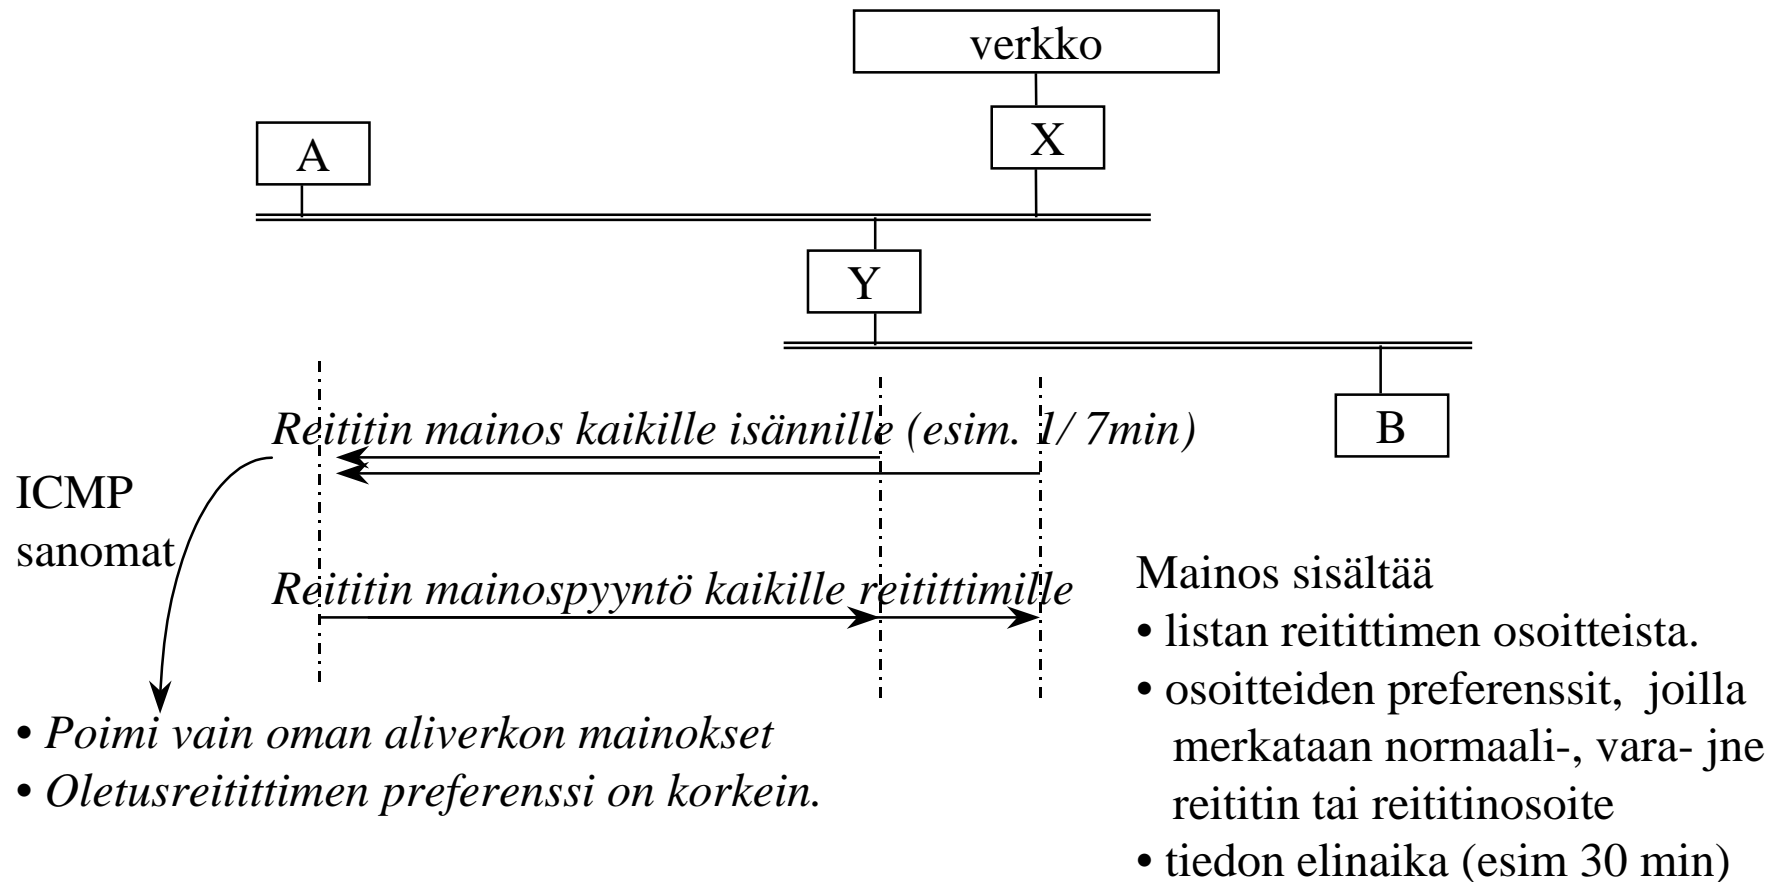 verkko
A
X
Y
B
Reititin mainos kaikille isännille (esim. 1/ 7min)
ICMP
sanomat
Reititin mainospyyntö kaikille reitittimille
• Poimi vain oman aliverkon mainokset
• Oletusreitittimen preferenssi on korkein.
Mainos sisältää
• listan reitittimen osoitteista.
• osoitteiden preferenssit, joilla
merkataan normaali-, vara- jne
reititin tai reititinosoite
• tiedon elinaika (esim 30 min)